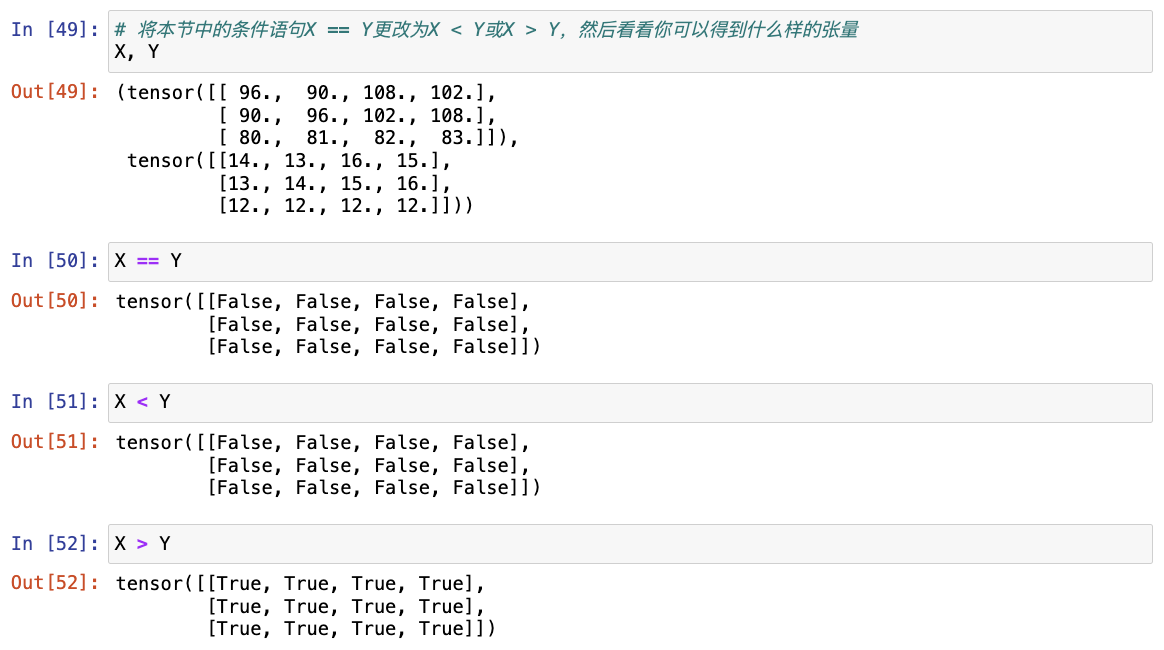 In [49]: # 将本节中的条件语句X == Y更改为X < Y或X > Y，然后看看你可以得到什么样的张量
X, Y
Out[49]: (tensor([[ 96.,  90., 108., 102.],
         [ 90.,  96., 102., 108.],
         [ 80.,  81.,  82.,  83.]]),
 tensor([[14., 13., 16., 15.],
         [13., 14., 15., 16.],
         [12., 12., 12., 12.]]))
In [50]: X == Y
Out[50]: tensor([[False, False, False, False],
        [False, False, False, False],
        [False, False, False, False]])
In [51]: X < Y
Out[51]: tensor([[False, False, False, False],
        [False, False, False, False],
        [False, False, False, False]])
In [52]: X > Y
Out[52]: tensor([[True, True, True, True],
        [True, True, True, True],
        [True, True, True, True]])